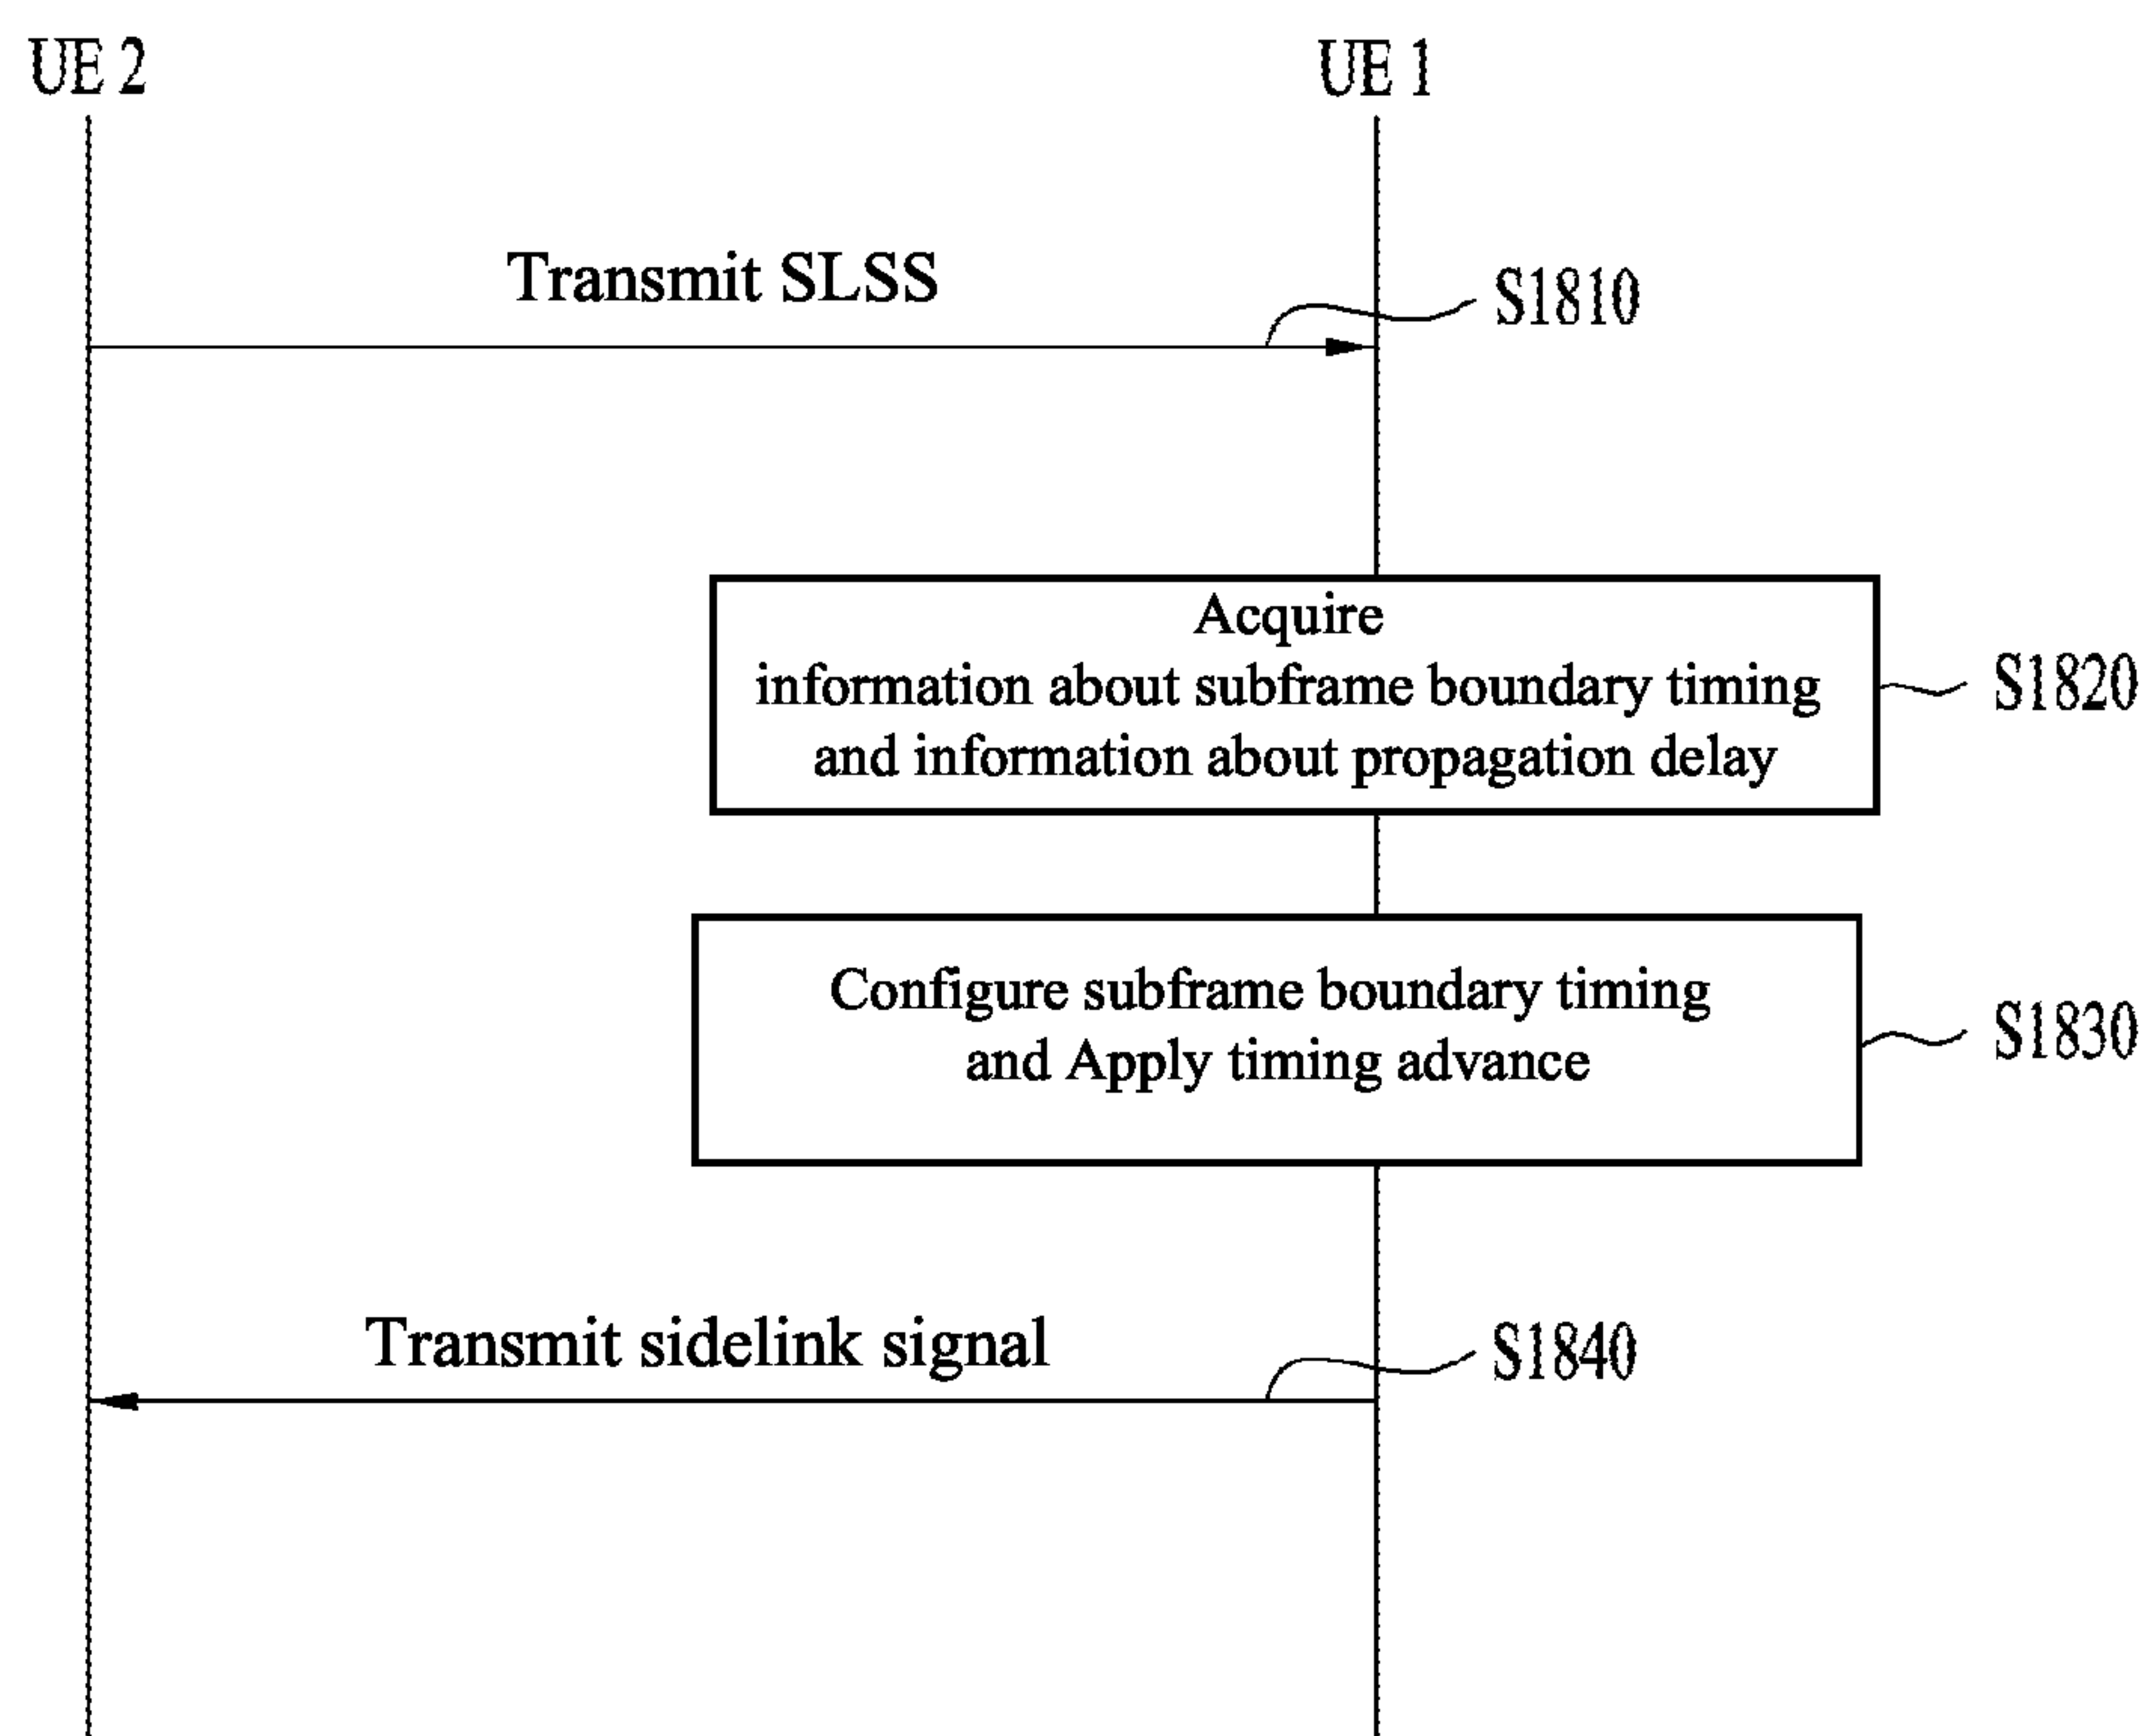 UE 2
UE 1
Transmit SLSS
S1810
Acquire
information about subframe boundary timing
and information about propagation delay
S1820
Configure subframe boundary timing
and Apply timing advance
S1830
Transmit sidelink signal
S1840